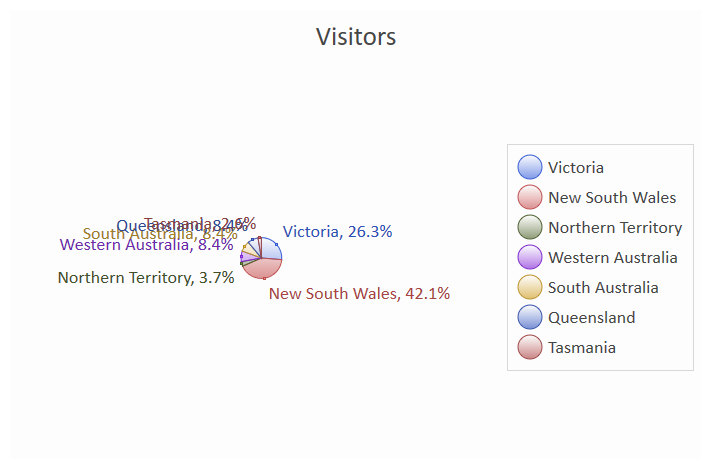 Visitors
Tasmania, 2.6%
Queensland, 8.4%
Victoria, 26.3%
South Australia, 8.4%
Western Australia, 8.4%
Northern Territory, 3.7%
New South Wales, 42.1%
Victoria
New South Wales
Northern Territory
Western Australia
South Australia
Queensland
Tasmania